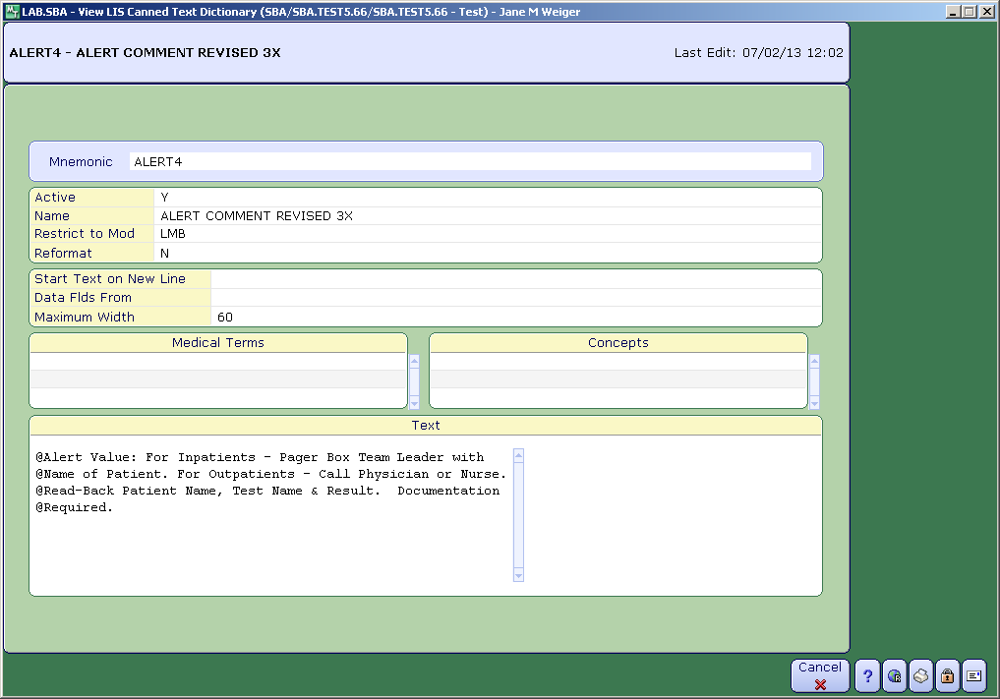 LAB.SBA - View LIS Canned Text Dictionary (SBA/SBA.TEST5.66/SBA.TEST5.66 - Test) - Jane M Weiger
ALERT4 - ALERT COMMENT REVISED 3X
Last Edit: 07/02/13 12:02
Mnemonic ALERT4
Active Y
Name ALERT COMMENT REVISED 3X
Restrict to Mod LMB
Reformat N
Start Text on New Line
Data Flds From
Maximum Width 60
Medical Terms
Concepts
Text
@Alert Value: For Inpatients - Pager Box Team Leader with
@Name of Patient. For Outpatients - Call Physician or Nurse.
@Read-Back Patient Name, Test Name & Result.  Documentation
@Required.
Cancel
?
R